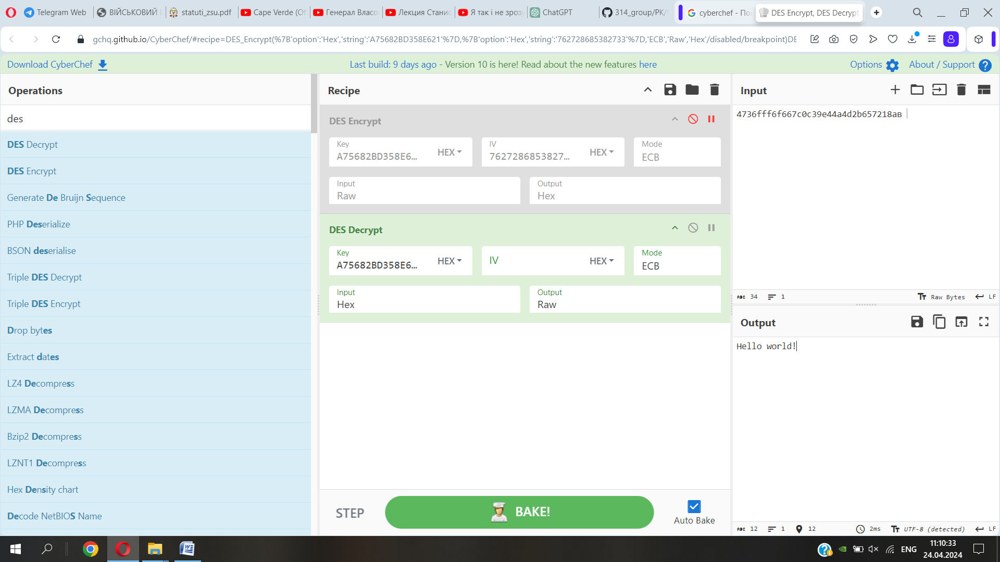 Telegram Web
ВІЙСЬКОВИЙ
statuti_zsu.pdf
Cape Verde (Of
Генерал Власо
Лекция Станис
Я так і не зрозу
ChatGPT
314_group/PK/
cyberchef - По
DES Encrypt, DES Decrypt
gchq.github.io/CyberChef/#recipe=DES_Encrypt(%7B'option':'Hex','string':'A75682BD358E621'%7D,%7B'option':'Hex','string':'762728685382733'%7D,'ECB','Raw','Hex'/disabled/breakpoint)DE
Download CyberChef
Last build: 9 days ago - Version 10 is here! Read about the new features here
Options
About / Support
Operations
des
DES Decrypt
DES Encrypt
Generate De Bruijn Sequence
PHP Deserialize
BSON deserialise
Triple DES Decrypt
Triple DES Encrypt
Drop bytes
Extract dates
LZ4 Decompress
LZMA Decompress
Bzip2 Decompress
LZNT1 Decompress
Hex Density chart
Decode NetBIOS Name
Recipe
DES Encrypt
Key
A75682BD358E6...
HEX
IV
7627286853827...
HEX
Mode
ECB
Input
Raw
Output
Hex
DES Decrypt
Key
A75682BD358E6...
HEX
IV
HEX
Mode
ECB
Input
Hex
Output
Raw
STEP
BAKE!
Auto Bake
Input
4736fff6f667c0c39e44a4d2b657218aв
ABC 34
1
Tт Raw Bytes
LF
Output
Hello world!
ABC 12
1
12
2ms
Tт UTF-8 (detected)
LF
ENG
11:10:33
24.04.2024